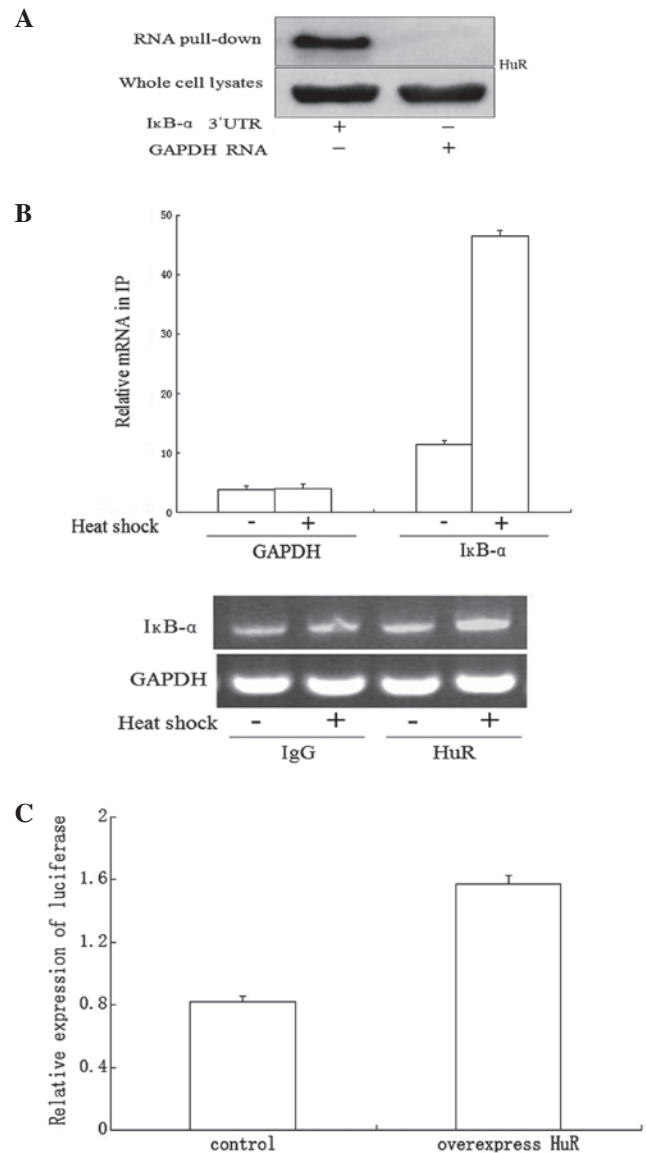 A
RNA pull-down
HuR
Whole cell lysates
IκB-α 3'UTR + −
GAPDH RNA − +
B
Relative mRNA in IP
50
40
30
20
10
0
Heat shock - + - +
GAPDH IκB-α
IκB-α
GAPDH
Heat shock - + - +
IgG HuR
C
Relative expression of luciferase
2
1.6
1.2
0.8
0.4
0
control overexpress HuR